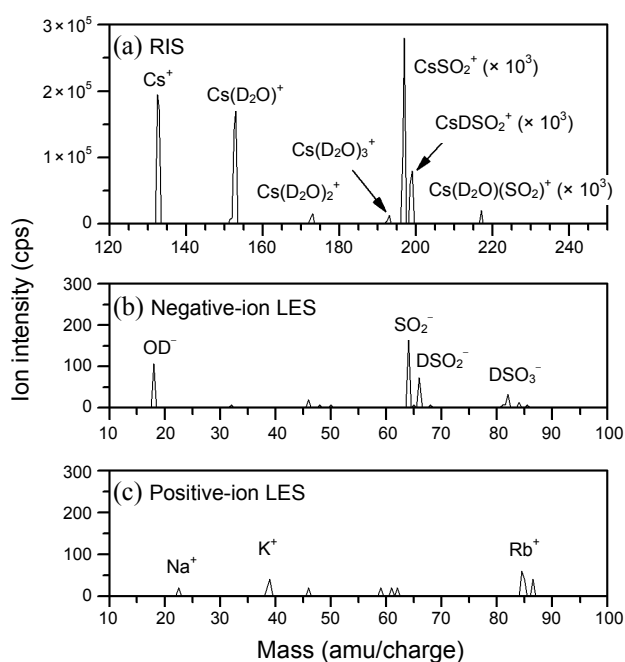 (a) RIS
3×10⁵
2×10⁵
1×10⁵
0
Cs⁺
Cs(D₂O)⁺
Cs(D₂O)₂⁺
Cs(D₂O)₃⁺
CsSO₂⁺ (× 10³)
CsDSO₂⁺ (× 10³)
Cs(D₂O)(SO₂)⁺ (× 10³)
120 140 160 180 200 220 240
Ion intensity (cps)
(b) Negative-ion LES
300
200
100
0
OD⁻
SO₂⁻
DSO₂⁻
DSO₃⁻
10 20 30 40 50 60 70 80 90 100
(c) Positive-ion LES
300
200
100
0
Na⁺
K⁺
Rb⁺
10 20 30 40 50 60 70 80 90 100
Mass (amu/charge)